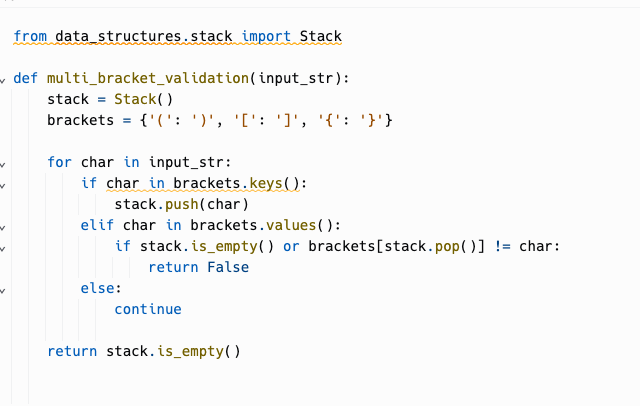 from data_structures.stack import Stack
def multi_bracket_validation(input_str):
    stack = Stack()
    brackets = {'(': ')', '[': ']', '{': '}'}
    for char in input_str:
        if char in brackets.keys():
            stack.push(char)
        elif char in brackets.values():
            if stack.is_empty() or brackets[stack.pop()] != char:
                return False
        else:
            continue
    return stack.is_empty()